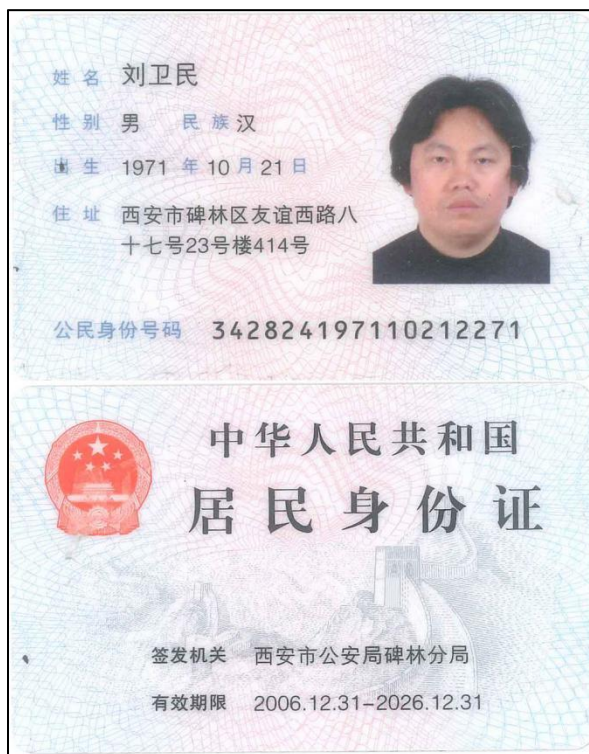 姓名 刘卫民
性别 男 民族 汉
出生 1971 年 10 月 21 日
住址 西安市碑林区友谊西路八
十七号23号楼414号
公民身份号码 342824197110212271
中华人民共和国
居民身份证
签发机关 西安市公安局碑林分局
有效期限 2006.12.31-2026.12.31